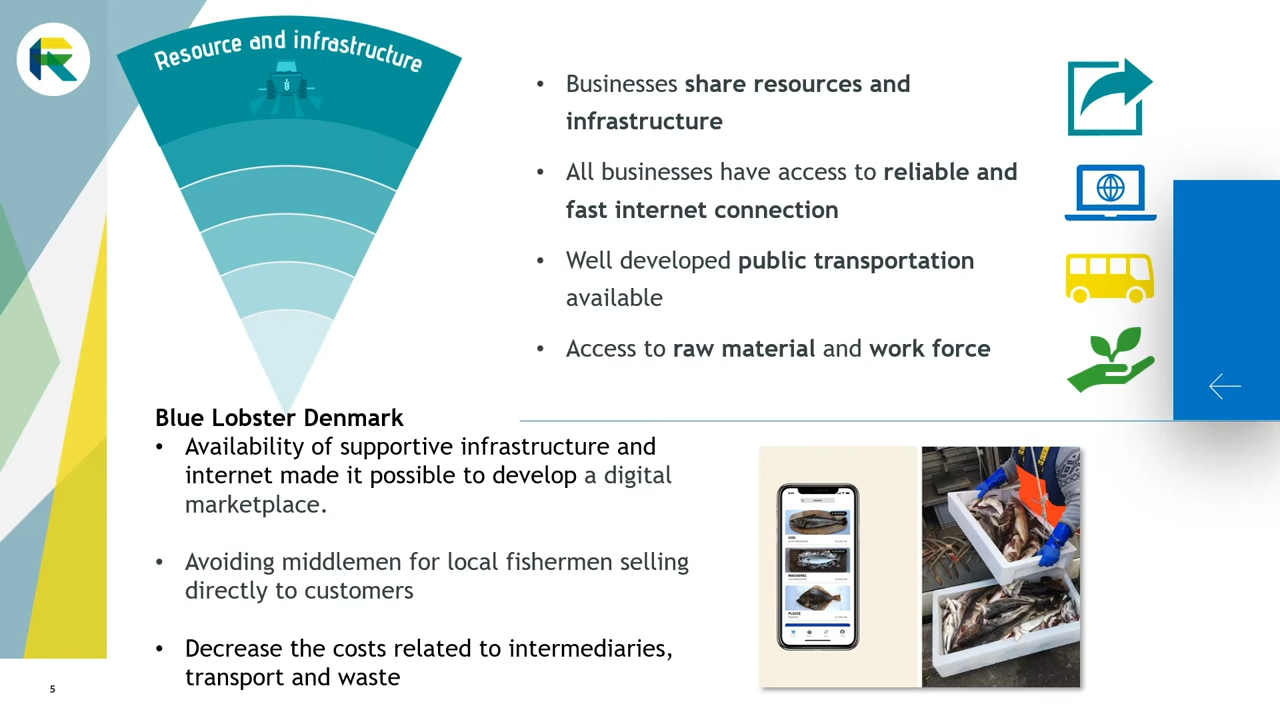 Resource and infrastructure
• Businesses share resources and
infrastructure
• All businesses have access to reliable and
fast internet connection
• Well developed public transportation
available
• Access to raw material and work force
Blue Lobster Denmark
• Availability of supportive infrastructure and
internet made it possible to develop a digital
marketplace.
• Avoiding middlemen for local fishermen selling
directly to customers
• Decrease the costs related to intermediaries,
transport and waste
COD
MACKEREL
PLAICE
5